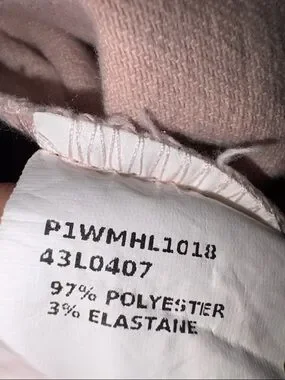 P1WMHL1018
43L0407
97% POLYESTER
3% ELASTANE